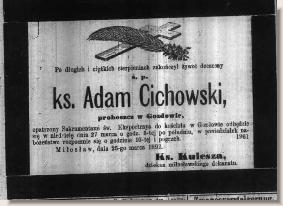 Po długich i ciężkich cierpieniach zakończył żywot doczesny
ś. p.
ks. Adam Cichowski,
proboszcz w Gozdowie,
opatrzony Sakramentami św. Eksportacya do kościoła w Gozdowie odbędzie
się w niedzielę dnia 27 marca o godz. 5-tej po południu, w poniedziałek na-
bożeństwo rozpocznie się o godzinie 10-tej i pogrzeb. 1961
Miłosław, dnia 25-go marca 1892.
Ks. Kulesza,
dziekan miłosławskiego dekanatu.